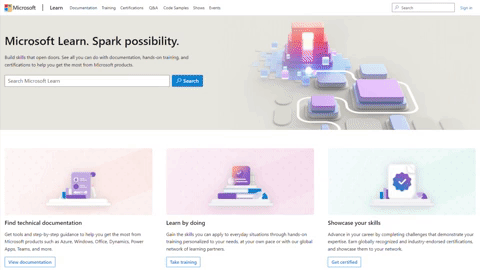 Microsoft | Learn Documentation Training Certifications Q&A Code Samples Shows Events Search Sign in
Microsoft Learn. Spark possibility.
Build skills that open doors. See all you can do with documentation, hands-on training, and
certifications to help you get the most from Microsoft products.
Search Microsoft Learn Search
Find technical documentation
Get tools and step-by-step guidance to help you get the most from
Microsoft products such as Azure, Windows, Office, Dynamics, Power
Apps, Teams, and more.
View documentation
Learn by doing
Gain the skills you can apply to everyday situations through hands-on
training personalized to your needs, at your own pace or with our global
network of learning partners.
Take training
Showcase your skills
Advance in your career by completing challenges that demonstrate your
expertise. Earn globally recognized and industry-endorsed certifications, and
showcase them to your network.
Get certified